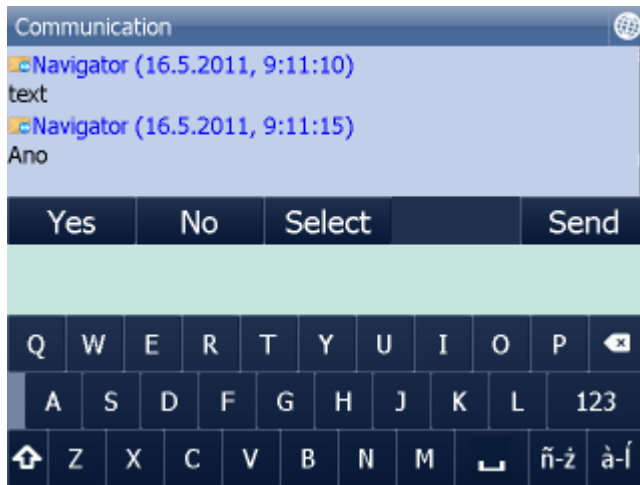 Communication
Navigator (16.5.2011, 9:11:10)
text
Navigator (16.5.2011, 9:11:15)
Ano
Yes No Select Send
Q W E R T Y U I O P
A S D F G H J K L 123
Z X C V B N M ñ-ż à-Í